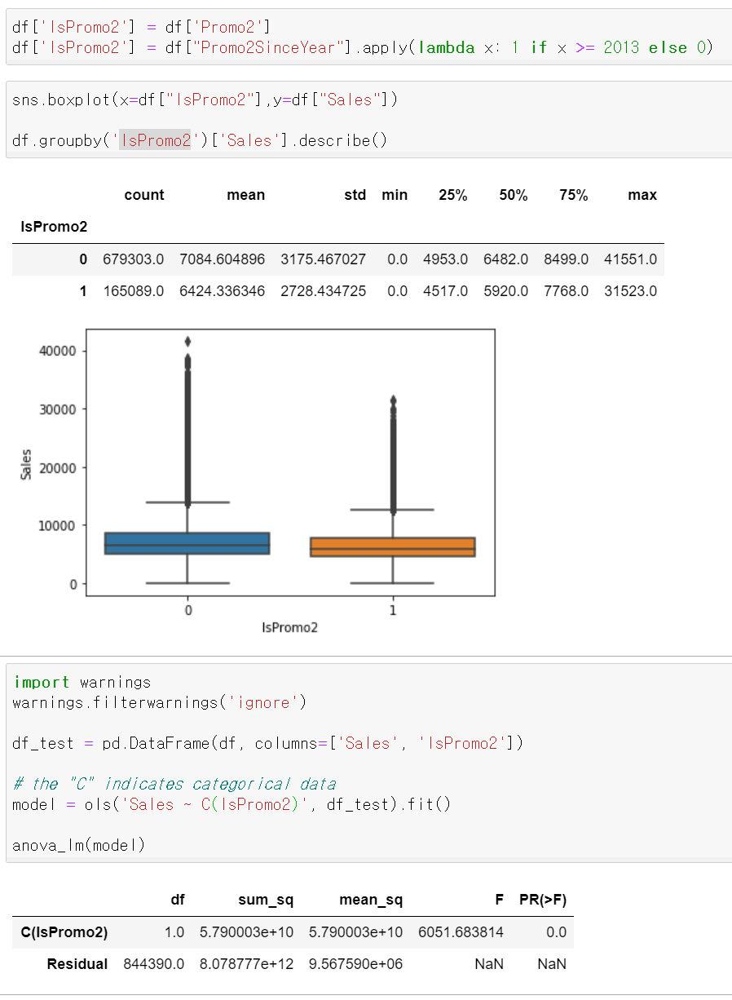 df['IsPromo2'] = df['Promo2']
df['IsPromo2'] = df["Promo2SinceYear"].apply(lambda x: 1 if x >= 2013 else 0)
sns.boxplot(x=df["IsPromo2"],y=df["Sales"])
df.groupby('IsPromo2')['Sales'].describe()
count mean std min 25% 50% 75% max
IsPromo2
0 679303.0 7084.604896 3175.467027 0.0 4953.0 6482.0 8499.0 41551.0
1 165089.0 6424.336346 2728.434725 0.0 4517.0 5920.0 7768.0 31523.0
40000
30000
20000
10000
0
Sales
0 1
IsPromo2
import warnings
warnings.filterwarnings('ignore')
df_test = pd.DataFrame(df, columns=['Sales', 'IsPromo2'])
# the "C" indicates categorical data
model = ols('Sales ~ C(IsPromo2)', df_test).fit()
anova_lm(model)
df sum_sq mean_sq F PR(>F)
C(IsPromo2) 1.0 5.790003e+10 5.790003e+10 6051.683814 0.0
Residual 844390.0 8.078777e+12 9.567590e+06 NaN NaN